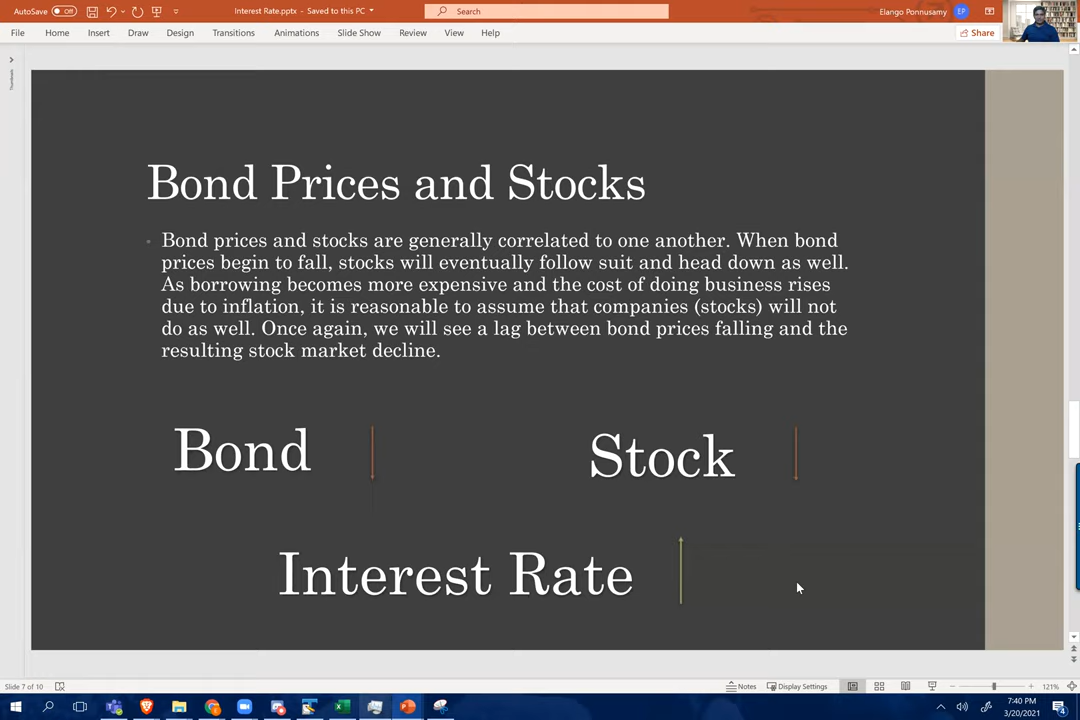 AutoSave Off Interest Rate.pptx - Saved to this PC Search Elango Ponnusamy EP
File Home Insert Draw Design Transitions Animations Slide Show Review View Help Share
Thumbnails
Bond Prices and Stocks
Bond prices and stocks are generally correlated to one another. When bond
prices begin to fall, stocks will eventually follow suit and head down as well.
As borrowing becomes more expensive and the cost of doing business rises
due to inflation, it is reasonable to assume that companies (stocks) will not
do as well. Once again, we will see a lag between bond prices falling and the
resulting stock market decline.
Bond Stock
Interest Rate
Slide 7 of 10 Notes Display Settings 121%
7:40 PM
3/20/2021
4